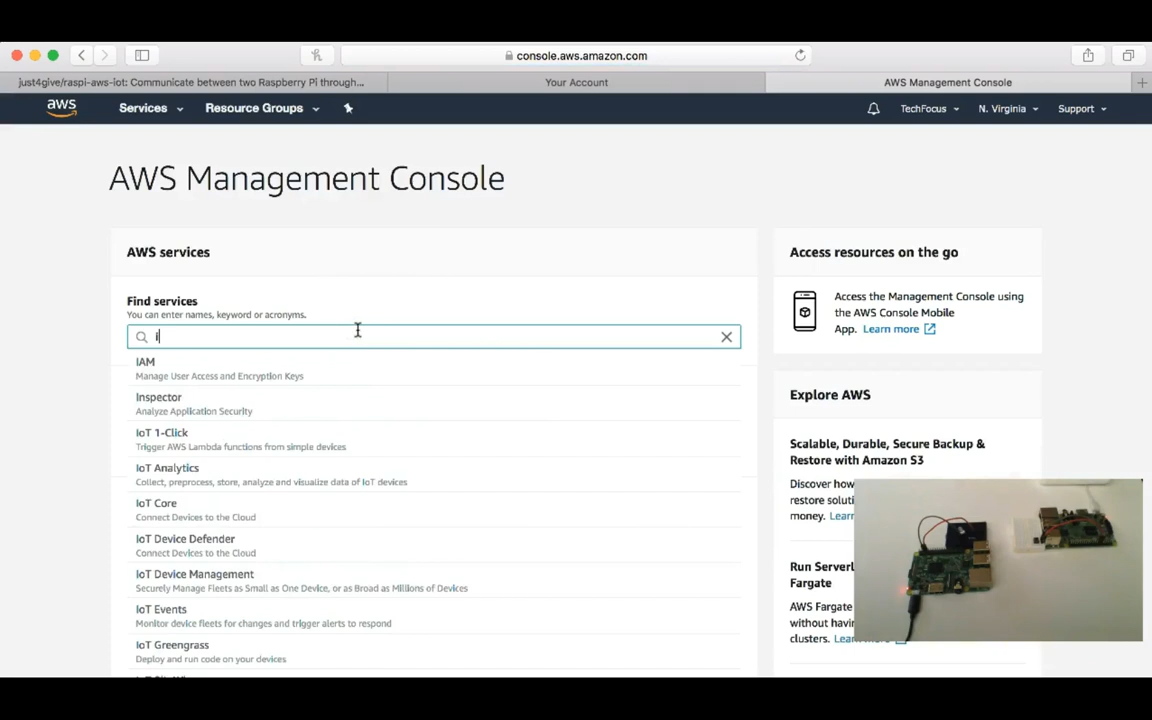 console.aws.amazon.com
just4give/raspi-aws-iot: Communicate between two Raspberry Pi through...
Your Account
AWS Management Console
aws
Services
Resource Groups
TechFocus
N. Virginia
Support
AWS Management Console
AWS services
Find services
You can enter names, keyword or acronyms.
i
IAM
Manage User Access and Encryption Keys
Inspector
Analyze Application Security
IoT 1-Click
Trigger AWS Lambda functions from simple devices
IoT Analytics
Collect, preprocess, store, analyze and visualize data of IoT devices
IoT Core
Connect Devices to the Cloud
IoT Device Defender
Connect Devices to the Cloud
IoT Device Management
Securely Manage Fleets as Small as One Device, or as Broad as Millions of Devices
IoT Events
Monitor device fleets for changes and trigger alerts to respond
IoT Greengrass
Deploy and run code on your devices
Access resources on the go
Access the Management Console using
the AWS Console Mobile
App. Learn more
Explore AWS
Scalable, Durable, Secure Backup &
Restore with Amazon S3
Discover how
restore
money.
Run
Fargate
AWS Fargate
without
clusters.